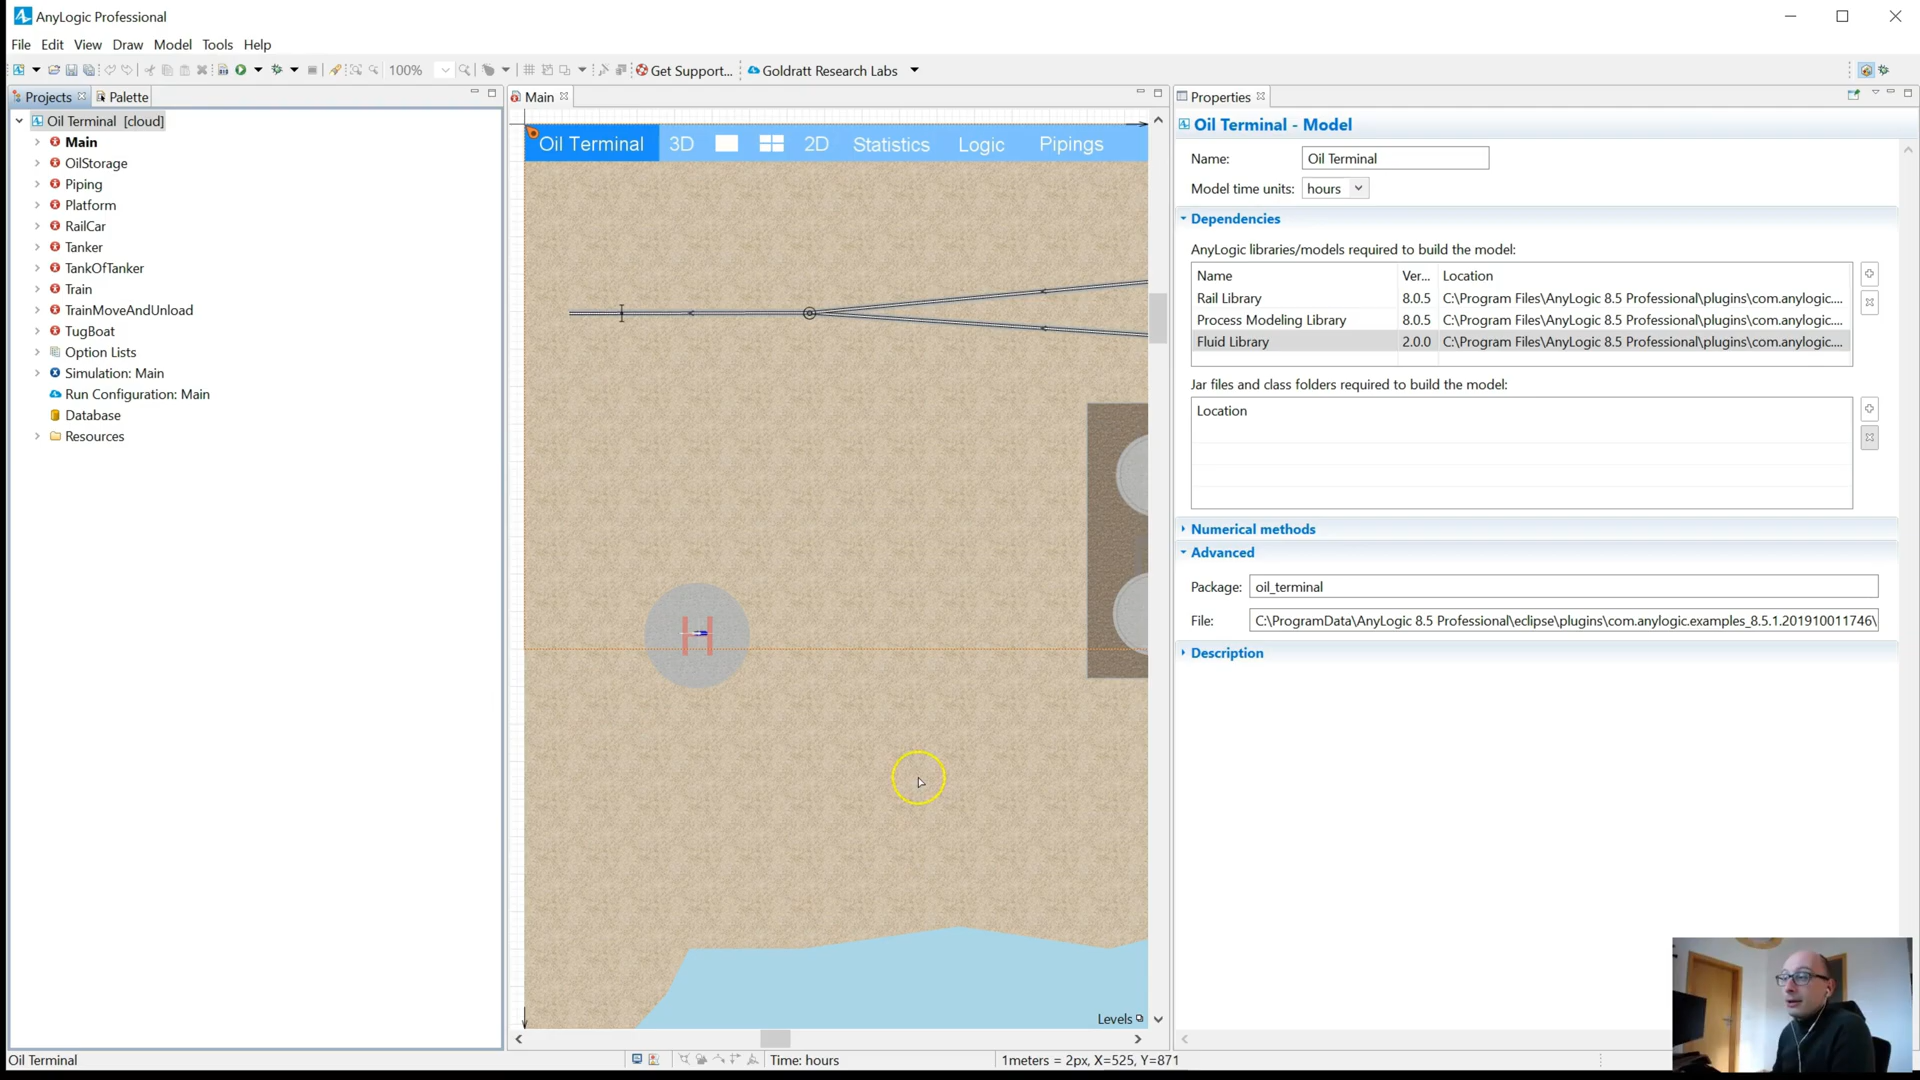 AnyLogic Professional
File Edit View Draw Model Tools Help
100% Get Support... Goldratt Research Labs
Projects Palette
Oil Terminal [cloud]
Main
OilStorage
Piping
Platform
RailCar
Tanker
TankOfTanker
Train
TrainMoveAndUnload
TugBoat
Option Lists
Simulation: Main
Run Configuration: Main
Database
Resources
Main
Oil Terminal 3D 2D Statistics Logic Pipings
H
Levels
Properties
Oil Terminal - Model
Name: Oil Terminal
Model time units: hours
Dependencies
AnyLogic libraries/models required to build the model:
Name Ver... Location
Rail Library 8.0.5 C:\Program Files\AnyLogic 8.5 Professional\plugins\com.anylogic....
Process Modeling Library 8.0.5 C:\Program Files\AnyLogic 8.5 Professional\plugins\com.anylogic....
Fluid Library 2.0.0 C:\Program Files\AnyLogic 8.5 Professional\plugins\com.anylogic....
Jar files and class folders required to build the model:
Location
Numerical methods
Advanced
Package: oil_terminal
File: C:\ProgramData\AnyLogic 8.5 Professional\eclipse\plugins\com.anylogic.examples_8.5.1.201910011746\
Description
Oil Terminal Time: hours 1meters = 2px, X=525, Y=871